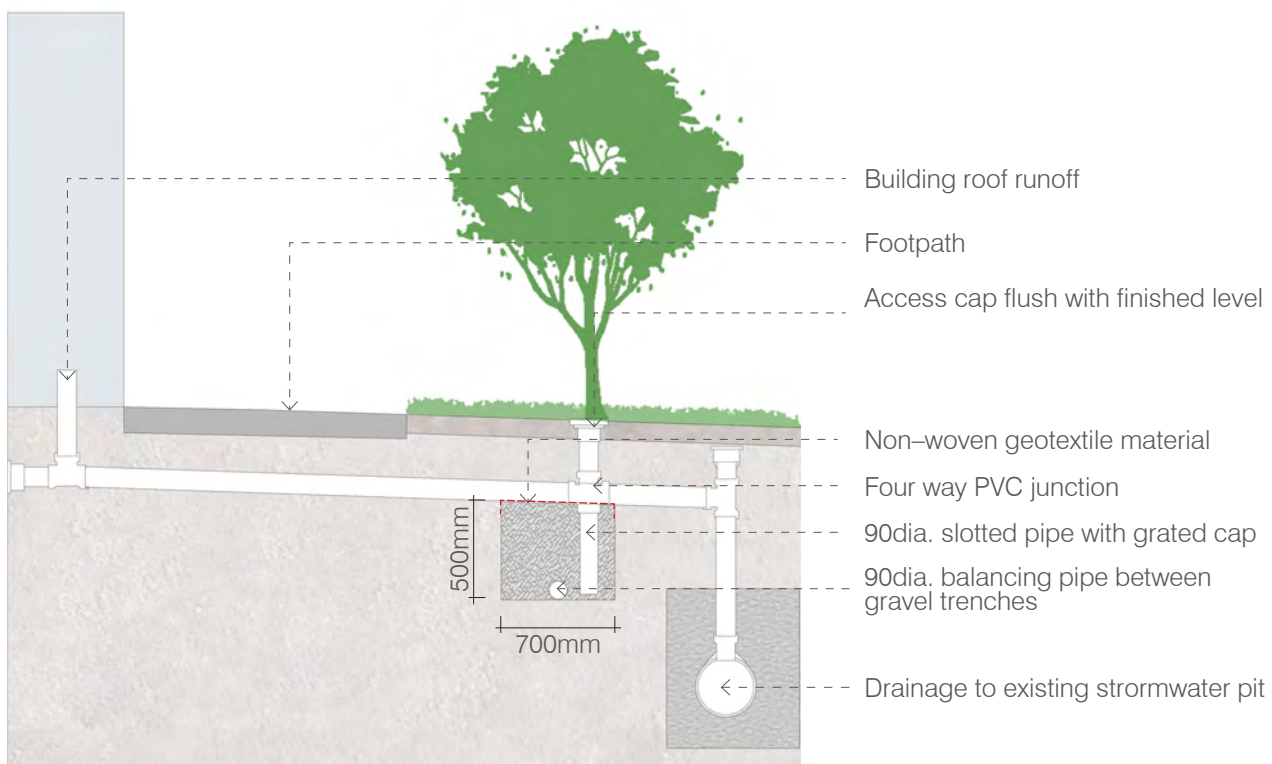 Building roof runoff
Footpath
Access cap flush with finished level
Non–woven geotextile material
Four way PVC junction
90dia. slotted pipe with grated cap
90dia. balancing pipe between
gravel trenches
Drainage to existing strormwater pit
500mm
700mm